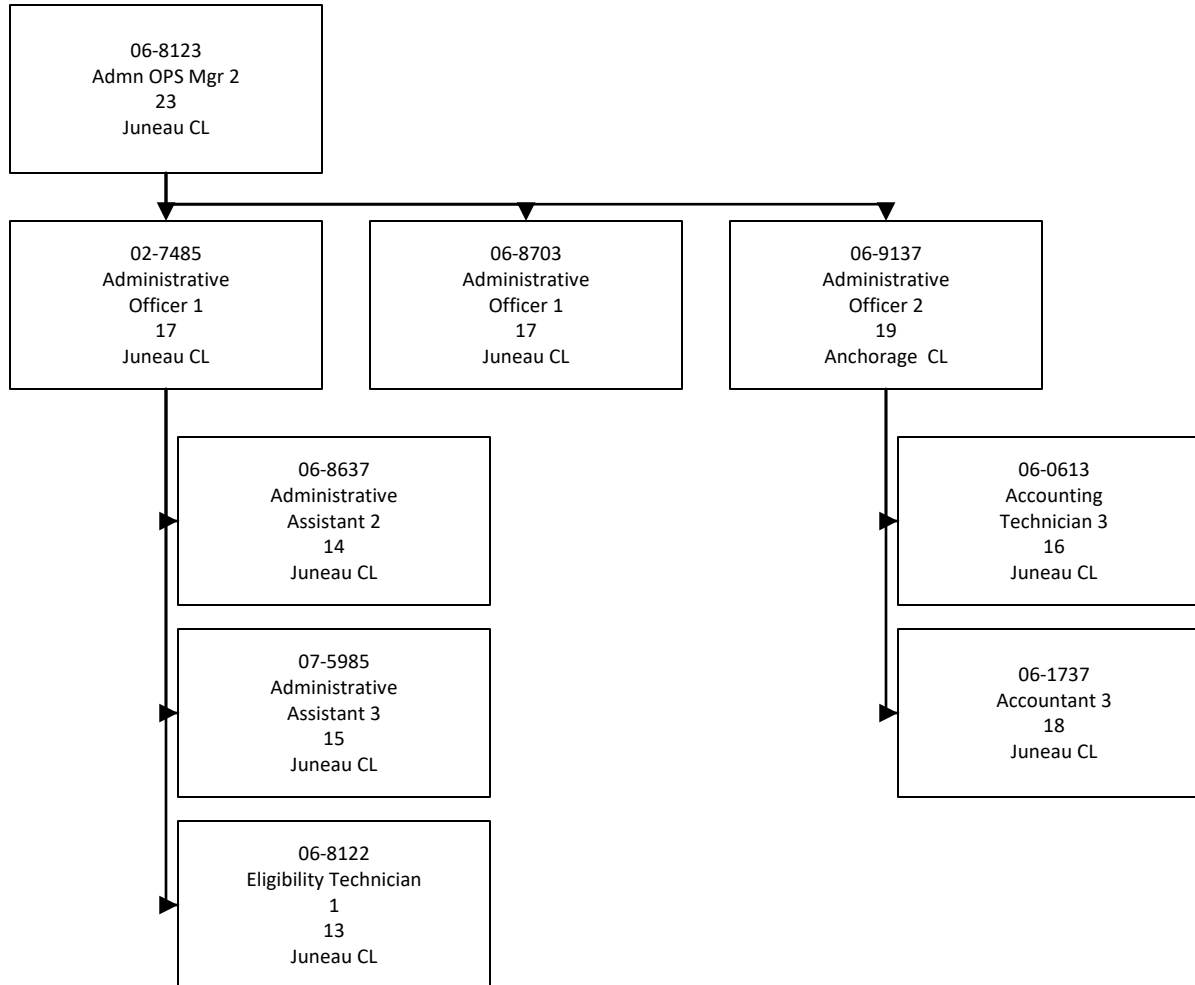 06-8123
Admn OPS Mgr 2
23
Juneau CL
02-7485
Administrative
Officer 1
17
Juneau CL
06-8703
Administrative
Officer 1
17
Juneau CL
06-9137
Administrative
Officer 2
19
Anchorage  CL
06-8637
Administrative
Assistant 2
14
Juneau CL
06-0613
Accounting
Technician 3
16
Juneau CL
07-5985
Administrative
Assistant 3
15
Juneau CL
06-1737
Accountant 3
18
Juneau CL
06-8122
Eligibility Technician
1
13
Juneau CL